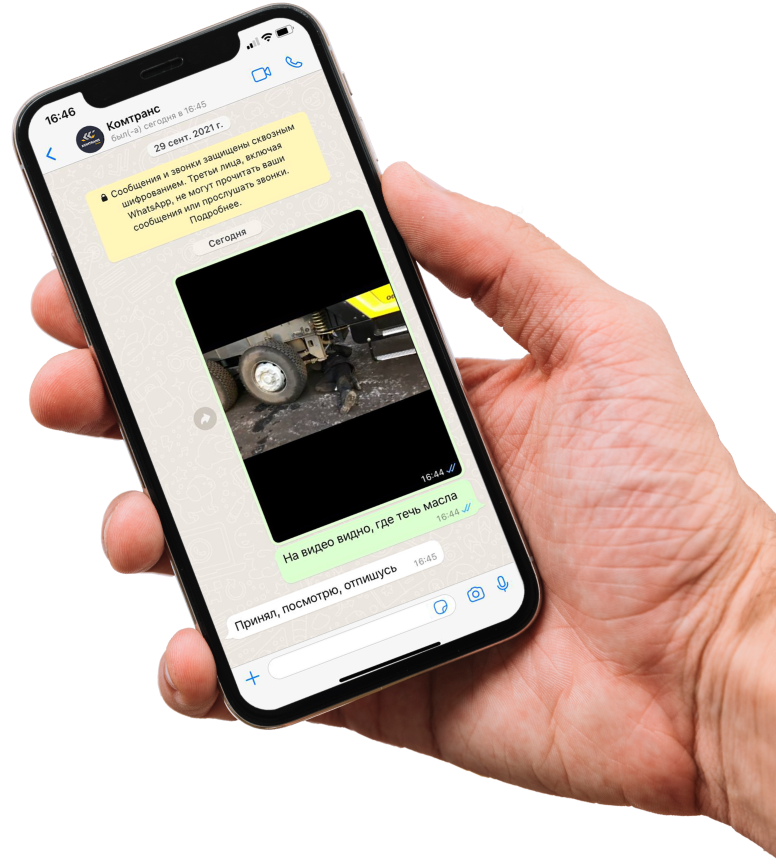 16:46
Комтранс
был(-а) сегодня в 16:45
29 сент. 2021 г.
Сообщения и звонки защищены сквозным
шифрованием. Третьи лица, включая
WhatsApp, не могут прочитать ваши
сообщения или прослушать звонки.
Подробнее.
Сегодня
16:44
На видео видно, где течь масла
16:44
Принял, посмотрю, отпишусь
16:45